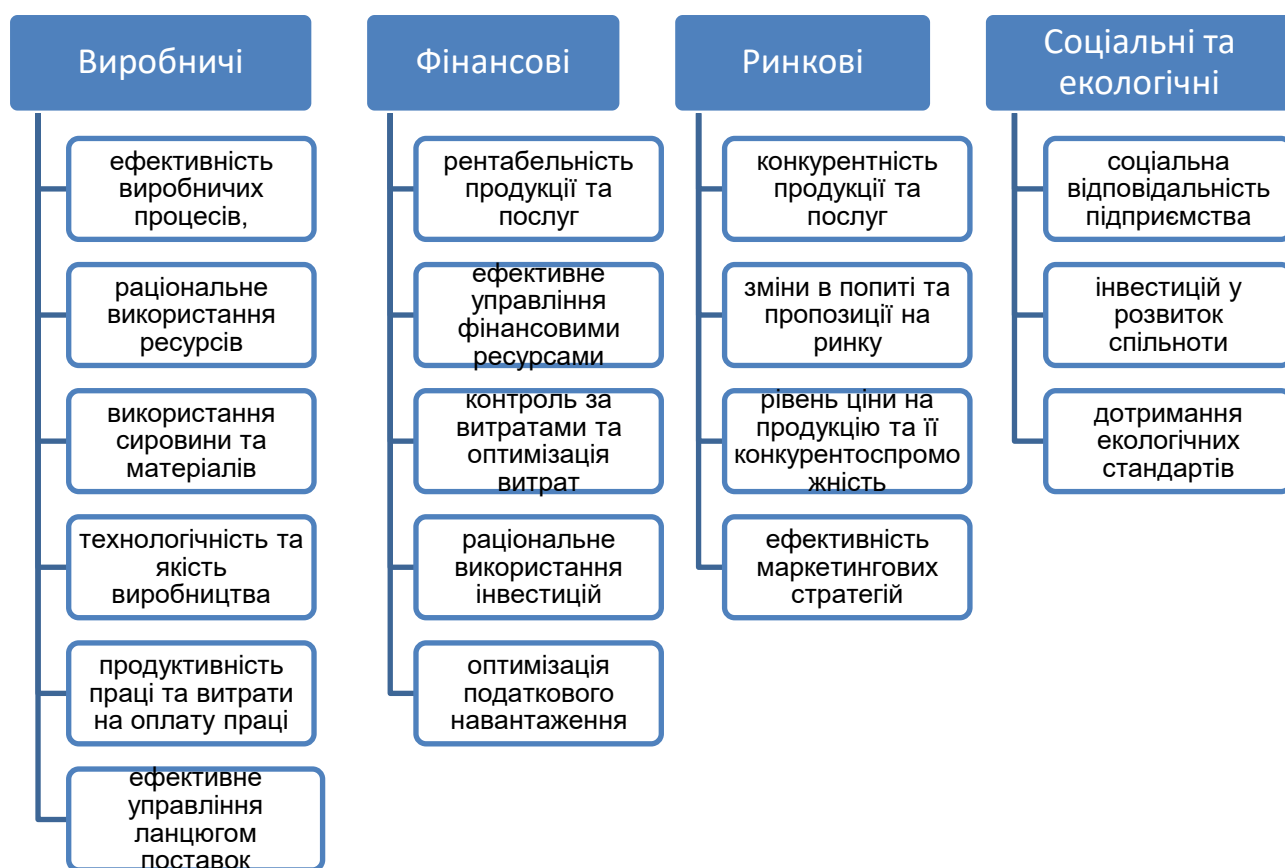 Виробничі
ефективність
виробничих
процесів,
раціональне
використання
ресурсів
використання
сировини та
матеріалів
технологічність та
якість
виробництва
продуктивність
праці та витрати
на оплату праці
ефективне
управління
ланцюгом
поставок
Фінансові
рентабельність
продукції та
послуг
ефективне
управління
фінансовими
ресурсами
контроль за
витратами та
оптимізація
витрат
раціональне
використання
інвестицій
оптимізація
податкового
навантаження
Ринкові
конкурентність
продукції та
послуг
зміни в попиті та
пропозиції на
ринку
рівень ціни на
продукцію та її
конкурентоспромо
жність
ефективність
маркетингових
стратегій
Соціальні та
екологічні
соціальна
відповідальність
підприємства
інвестицій у
розвиток
спільноти
дотримання
екологічних
стандартів